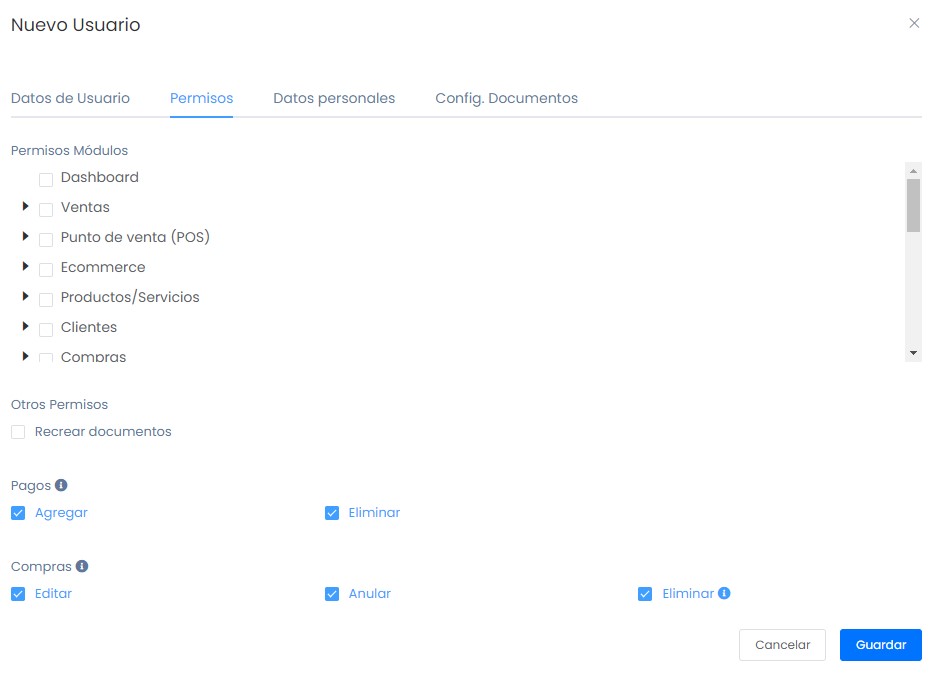 Nuevo Usuario
Datos de Usuario Permisos Datos personales Config. Documentos
Permisos Módulos
Dashboard
Ventas
Punto de venta (POS)
Ecommerce
Productos/Servicios
Clientes
Compras
Otros Permisos
Recrear documentos
Pagos
Agregar Eliminar
Compras
Editar Anular Eliminar
Cancelar Guardar